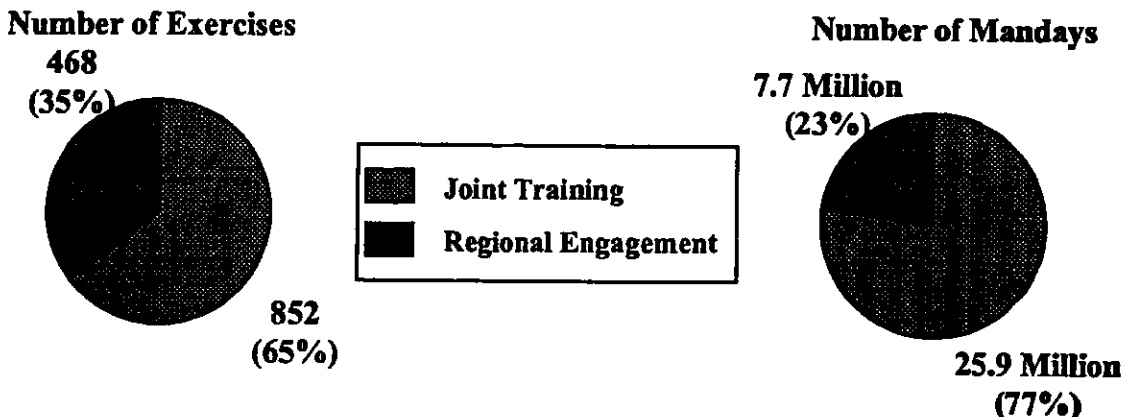 Number of Exercises
468
(35%)
852
(65%)
Joint Training
Regional Engagement
Number of Mandays
7.7 Million
(23%)
25.9 Million
(77%)